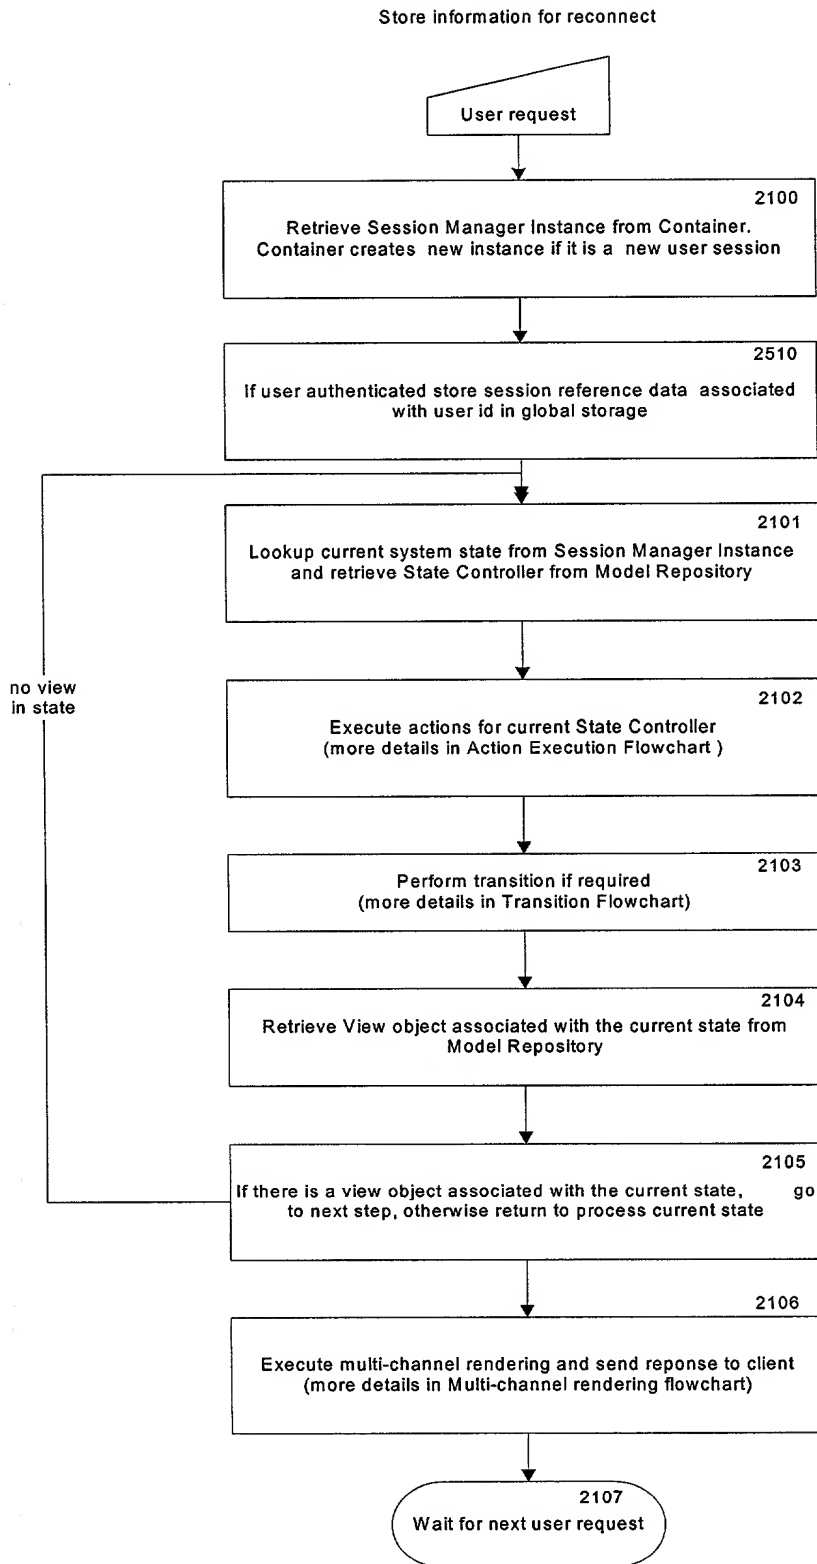 Store information for reconnect
User request
2100
Retrieve Session Manager Instance from Container.
Container creates new instance if it is a new user session
2510
If user authenticated store session reference data associated
with user id in global storage
2101
Lookup current system state from Session Manager Instance
and retrieve State Controller from Model Repository
no view
in state
2102
Execute actions for current State Controller
(more details in Action Execution Flowchart )
2103
Perform transition if required
(more details in Transition Flowchart)
2104
Retrieve View object associated with the current state from
Model Repository
2105
If there is a view object associated with the current state, go
to next step, otherwise return to process current state
2106
Execute multi-channel rendering and send reponse to client
(more details in Multi-channel rendering flowchart)
2107
Wait for next user request